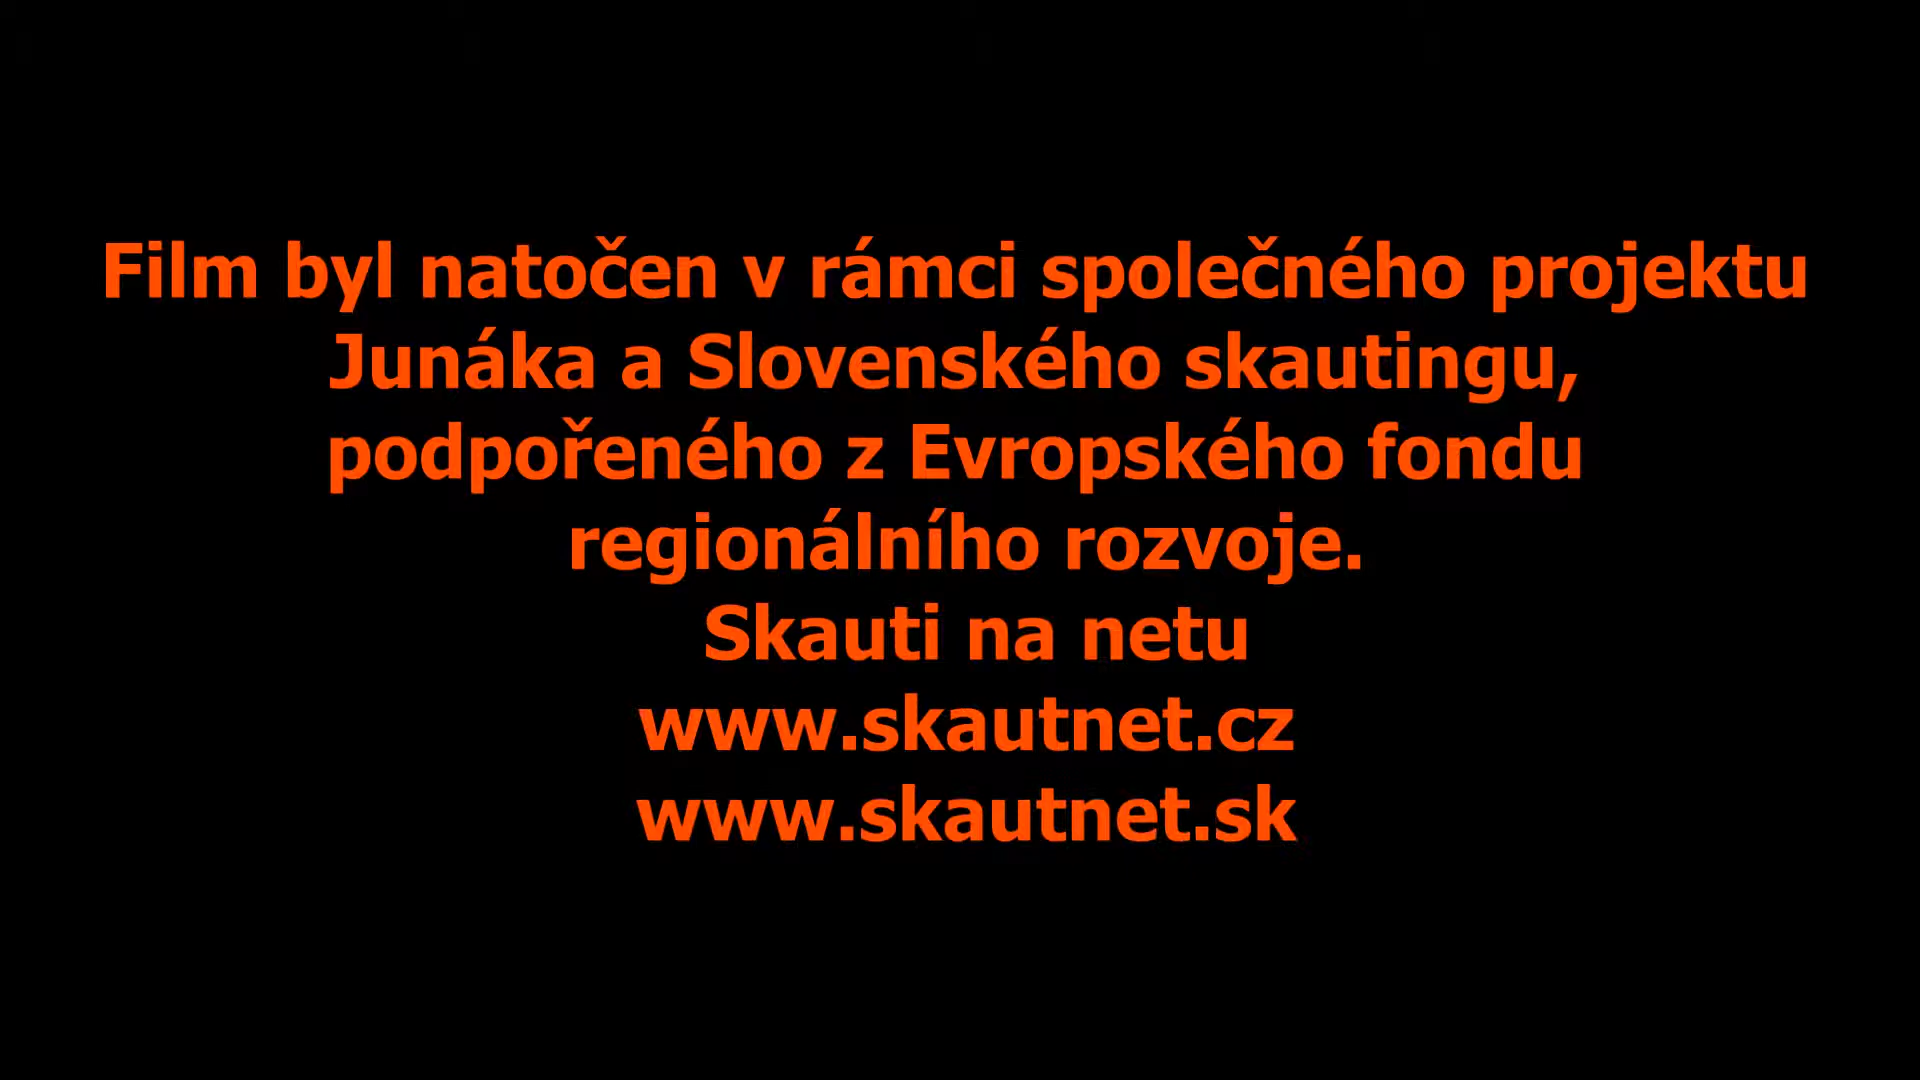 Film byl natočen v rámci společného projektu
Junáka a Slovenského skautingu,
podpořeného z Evropského fondu
regionálního rozvoje.
Skauti na netu
www.skautnet.cz
www.skautnet.sk